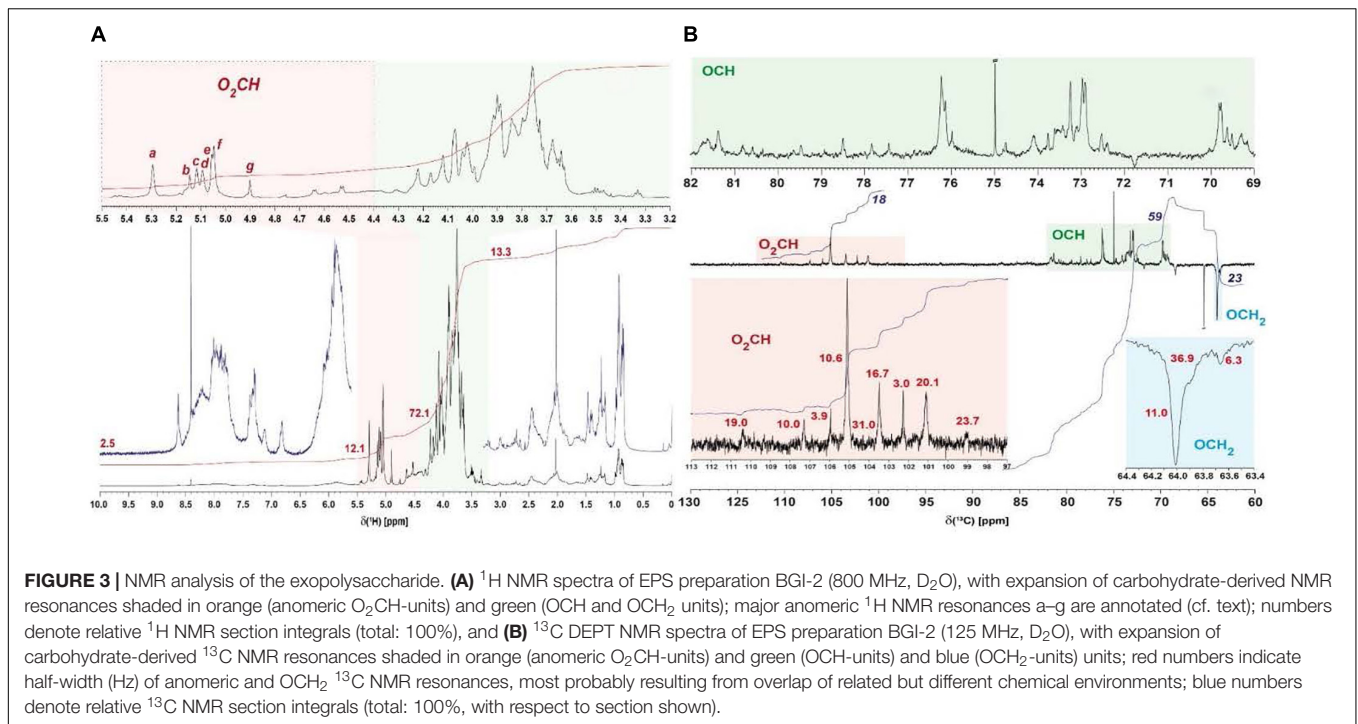 A
B
O₂CH
a
b
c
d
e
f
g
5.5 5.3 5.2 5.1 5.0 4.9 4.8 4.7 4.6 4.5 4.4 4.3 4.2 4.1 4.0 3.9 3.8 3.7 3.6 3.5 3.4 3.3 3.2
13.3
72.1
2.5
12.1
10.0 9.5 9.0 8.5 8.0 7.5 7.0 6.5 6.0 5.5 5.0 4.5 4.0 3.5 3.0 2.5 2.0 1.5 1.0 0.5 0
δ(¹H) [ppm]
OCH
82 81 80 79 78 77 76 75 74 73 72 71 70 69
18
O₂CH
OCH
59
23
OCH₂
O₂CH
10.6
19.0
10.0
3.9
31.0
16.7
3.0
20.1
23.7
113 112 111 110 109 108 107 106 105 104 103 102 101 100 99 98 97
36.9
6.3
11.0
OCH₂
64.4 64.2 64.0 63.8 63.6 63.4
130 125 120 115 110 105 100 95 90 85 80 75 70 65 60
δ(¹³C) [ppm]
FIGURE 3 | NMR analysis of the exopolysaccharide. (A) ¹H NMR spectra of EPS preparation BGI-2 (800 MHz, D₂O), with expansion of carbohydrate-derived NMR
resonances shaded in orange (anomeric O₂CH-units) and green (OCH and OCH₂ units); major anomeric ¹H NMR resonances a–g are annotated (cf. text); numbers
denote relative ¹H NMR section integrals (total: 100%), and (B) ¹³C DEPT NMR spectra of EPS preparation BGI-2 (125 MHz, D₂O), with expansion of
carbohydrate-derived ¹³C NMR resonances shaded in orange (anomeric O₂CH-units) and green (OCH-units) and blue (OCH₂-units) units; red numbers indicate
half-width (Hz) of anomeric and OCH₂ ¹³C NMR resonances, most probably resulting from overlap of related but different chemical environments; blue numbers
denote relative ¹³C NMR section integrals (total: 100%, with respect to section shown).